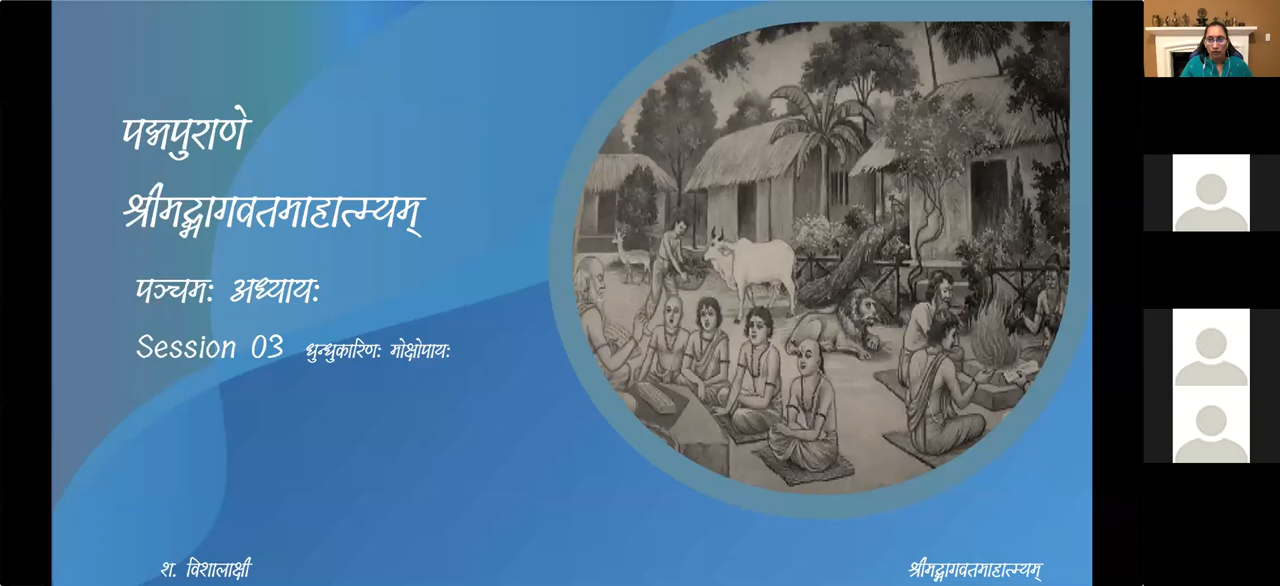 पद्मपुराणे
श्रीमद्भागवतमाहात्म्यम्
पञ्चमः अध्यायः
Session 03 धुन्धुकारिणः मोक्षोपायः
श. विशालाक्षी
श्रीमद्भागवतमाहात्म्यम्